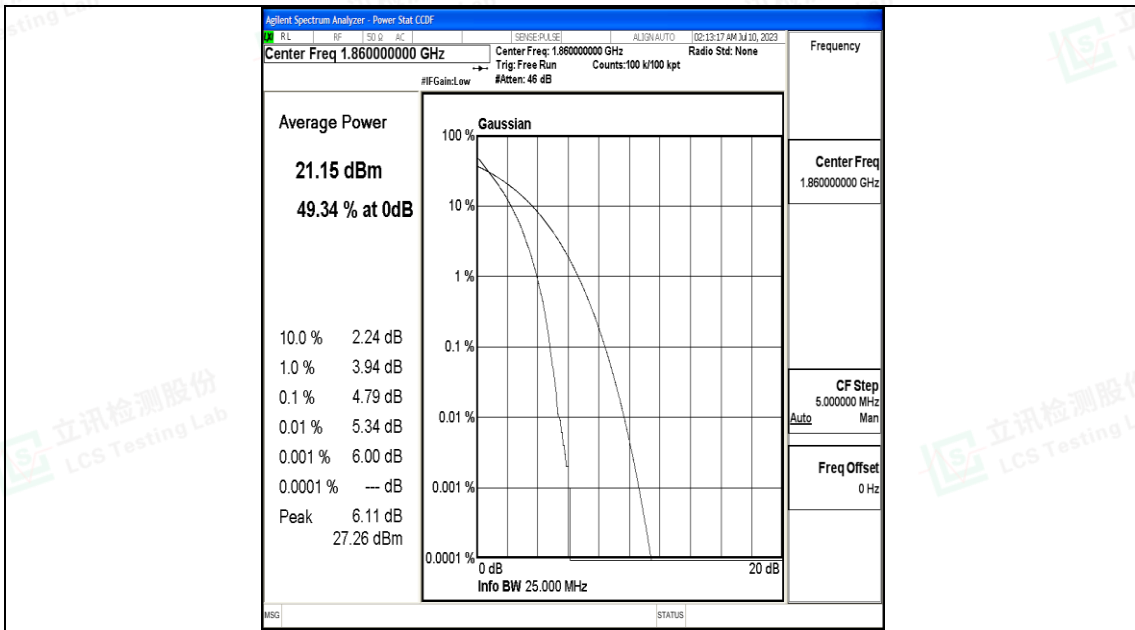 Agilent Spectrum Analyzer - Power Stat CCDF
RL RF 50 Ω AC SENSE:PULSE ALIGN AUTO 02:13:17 AM Jul 10, 2023
Center Freq 1.860000000 GHz
Center Freq: 1.860000000 GHz Radio Std: None
Trig: Free Run Counts:100 k/100 kpt
#IFGain:Low #Atten: 46 dB
Frequency
Average Power
21.15 dBm
49.34 % at 0dB
10.0 % 2.24 dB
1.0 % 3.94 dB
0.1 % 4.79 dB
0.01 % 5.34 dB
0.001 % 6.00 dB
0.0001 % --- dB
Peak 6.11 dB
27.26 dBm
Gaussian
100 %
10 %
1 %
0.1 %
0.01 %
0.001 %
0.0001 %
0 dB 20 dB
Info BW 25.000 MHz
Center Freq
1.860000000 GHz
CF Step
5.000000 MHz
Auto Man
Freq Offset
0 Hz
MSG STATUS
立讯检测股份
LCS Testing Lab
立讯检测股份